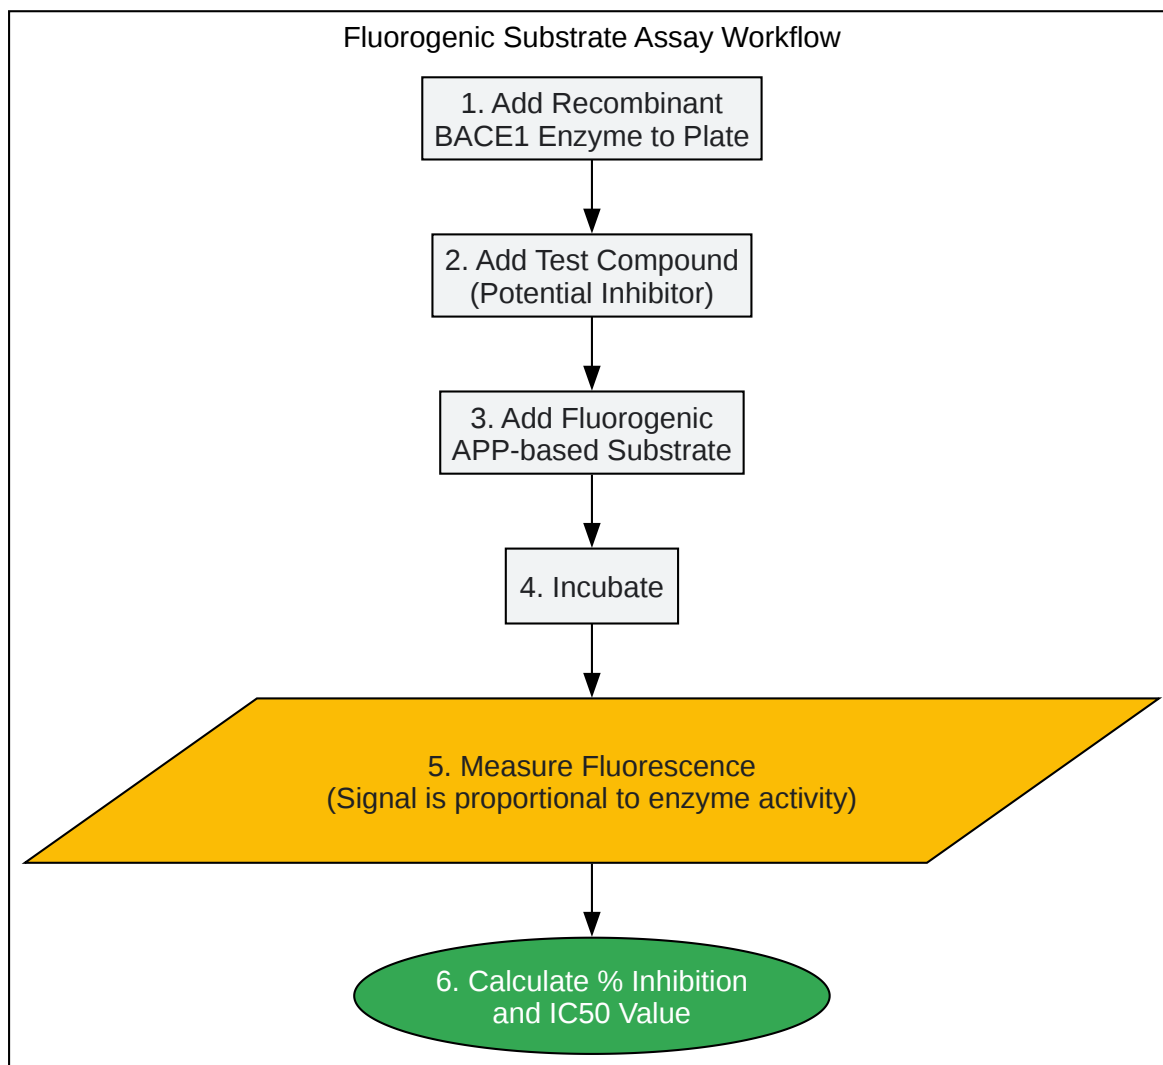 Fluorogenic Substrate Assay Workflow
1. Add Recombinant
BACE1 Enzyme to Plate
2. Add Test Compound
(Potential Inhibitor)
3. Add Fluorogenic
APP-based Substrate
4. Incubate
5. Measure Fluorescence
(Signal is proportional to enzyme activity)
6. Calculate % Inhibition
and IC50 Value